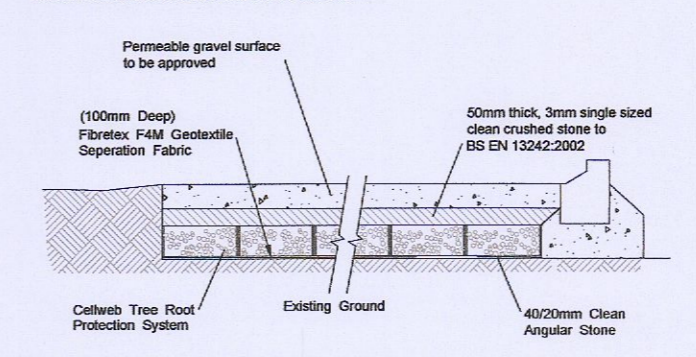 Permeable gravel surface
to be approved
(100mm Deep)
Fibretex F4M Geotextile
Seperation Fabric
50mm thick, 3mm single sized
clean crushed stone to
BS EN 13242:2002
Cellweb Tree Root
Protection System
Existing Ground
40/20mm Clean
Angular Stone